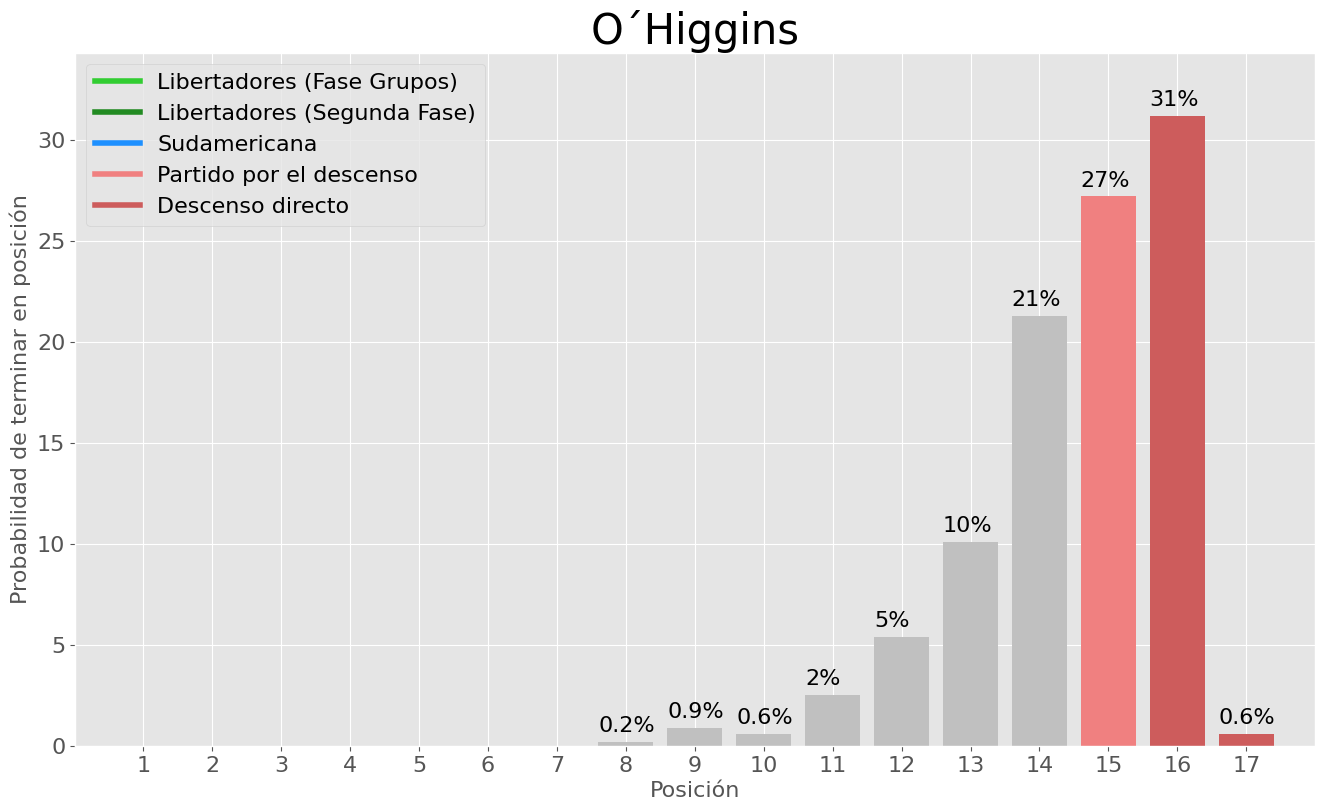 O´Higgins
Libertadores (Fase Grupos)
Libertadores (Segunda Fase)
Sudamericana
Partido por el descenso
Descenso directo
Probabilidad de terminar en posición
30
25
20
15
10
5
0
0.2%
0.9%
0.6%
2%
5%
10%
21%
27%
31%
0.6%
1 2 3 4 5 6 7 8 9 10 11 12 13 14 15 16 17
Posición